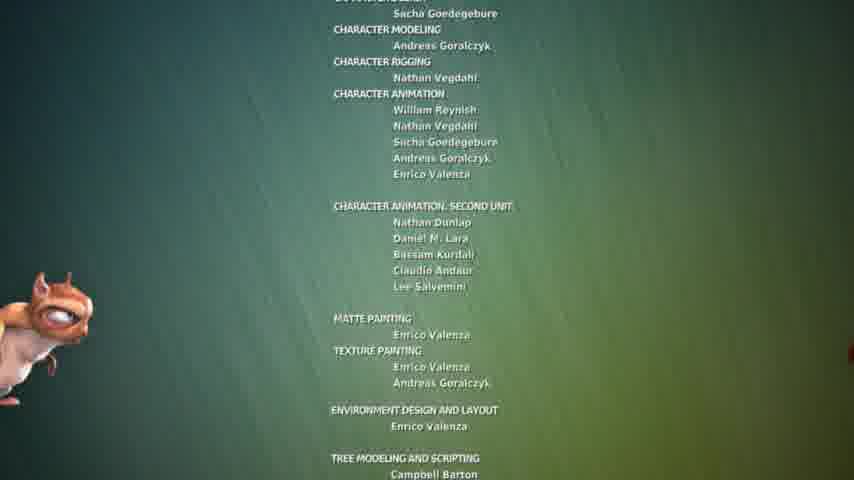 Sacha Goedegebure
CHARACTER MODELING
Andreas Goralczyk
CHARACTER RIGGING
Nathan Vegdahl
CHARACTER ANIMATION
William Reynish
Nathan Vegdahl
Sacha Goedegebure
Andreas Goralczyk
Enrico Valenza
CHARACTER ANIMATION, SECOND UNIT
Nathan Dunlap
Daniel M. Lara
Bassam Kurdali
Claudio Andaur
Lee Salvemini
MATTE PAINTING
Enrico Valenza
TEXTURE PAINTING
Enrico Valenza
Andreas Goralczyk
ENVIRONMENT DESIGN AND LAYOUT
Enrico Valenza
TREE MODELING AND SCRIPTING
Campbell Barton